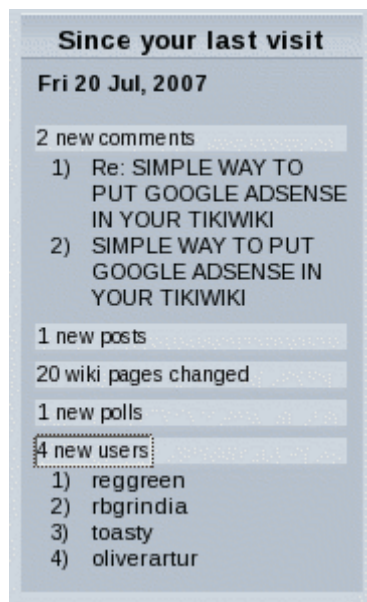 Since your last visit
Fri 20 Jul, 2007
2 new comments
1) Re: SIMPLE WAY TO
PUT GOOGLE ADSENSE
IN YOUR TIKIWIKI
2) SIMPLE WAY TO PUT
GOOGLE ADSENSE IN
YOUR TIKIWIKI
1 new posts
20 wiki pages changed
1 new polls
4 new users
1) reggreen
2) rbgrindia
3) toasty
4) oliverartur